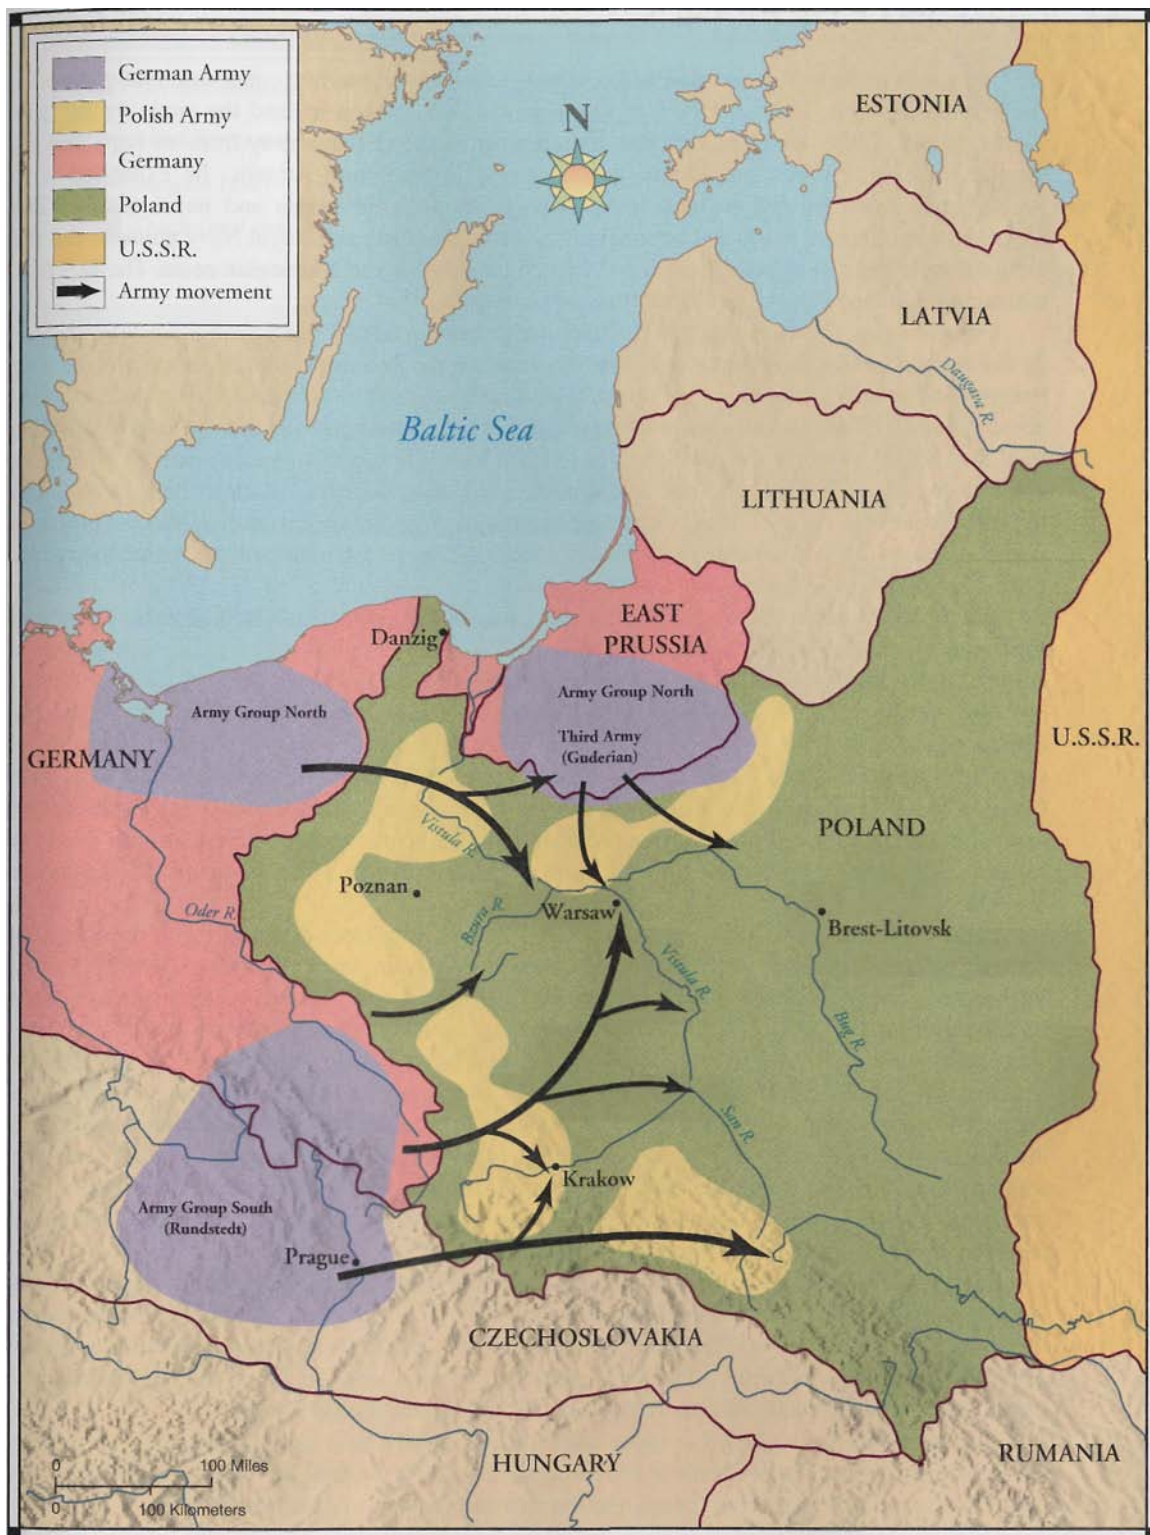 German Army
Polish Army
Germany
Poland
U.S.S.R.
Army movement
N
ESTONIA
LATVIA
Daugava R.
Baltic Sea
LITHUANIA
EAST
PRUSSIA
Danzig
Army Group North
Army Group North
Third Army
(Guderian)
GERMANY
U.S.S.R.
Vistula R.
POLAND
Poznan
Oder R.
Bzura R.
Warsaw
Brest-Litovsk
Vistula R.
Bug R.
San R.
Krakow
Army Group South
(Rundstedt)
Prague
CZECHOSLOVAKIA
HUNGARY
RUMANIA
0 100 Miles
0 100 Kilometers